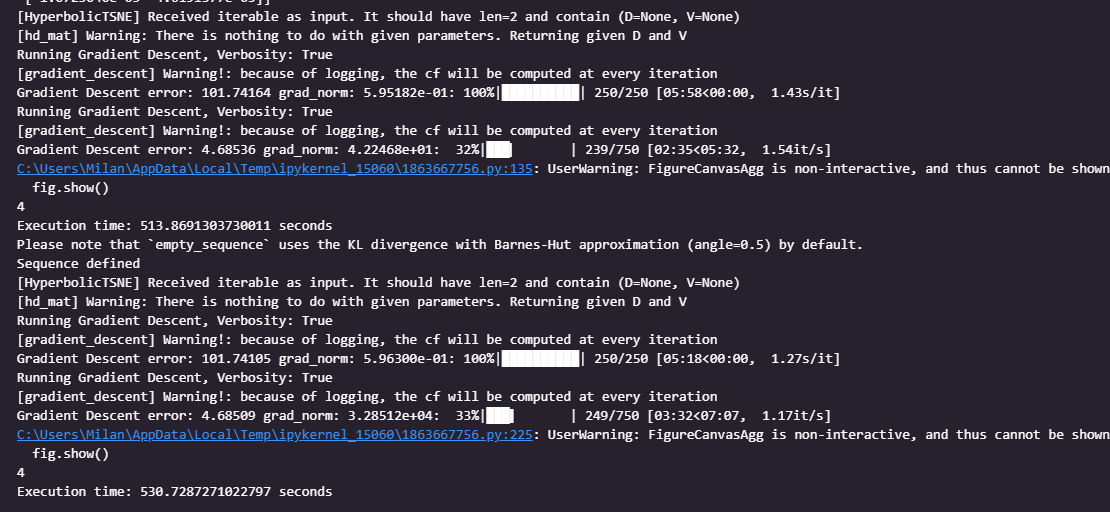 [HyperbolicTSNE] Received iterable as input. It should have len=2 and contain (D=None, V=None)
[hd_mat] Warning: There is nothing to do with given parameters. Returning given D and V
Running Gradient Descent, Verbosity: True
[gradient_descent] Warning!: because of logging, the cf will be computed at every iteration
Gradient Descent error: 101.74164 grad_norm: 5.95182e-01: 100%|██████████| 250/250 [05:58<00:00,  1.43s/it]
Running Gradient Descent, Verbosity: True
[gradient_descent] Warning!: because of logging, the cf will be computed at every iteration
Gradient Descent error: 4.68536 grad_norm: 4.22468e+01:  32%|███▏      | 239/750 [02:35<05:32,  1.54it/s]
C:\Users\Milan\AppData\Local\Temp\ipykernel_15060\1863667756.py:135: UserWarning: FigureCanvasAgg is non-interactive, and thus cannot be shown
  fig.show()
4
Execution time: 513.8691303730011 seconds
Please note that `empty_sequence` uses the KL divergence with Barnes-Hut approximation (angle=0.5) by default.
Sequence defined
[HyperbolicTSNE] Received iterable as input. It should have len=2 and contain (D=None, V=None)
[hd_mat] Warning: There is nothing to do with given parameters. Returning given D and V
Running Gradient Descent, Verbosity: True
[gradient_descent] Warning!: because of logging, the cf will be computed at every iteration
Gradient Descent error: 101.74105 grad_norm: 5.96300e-01: 100%|██████████| 250/250 [05:18<00:00,  1.27s/it]
Running Gradient Descent, Verbosity: True
[gradient_descent] Warning!: because of logging, the cf will be computed at every iteration
Gradient Descent error: 4.68509 grad_norm: 3.28512e+04:  33%|███▎      | 249/750 [03:32<07:07,  1.17it/s]
C:\Users\Milan\AppData\Local\Temp\ipykernel_15060\1863667756.py:225: UserWarning: FigureCanvasAgg is non-interactive, and thus cannot be shown
  fig.show()
4
Execution time: 530.7287271022797 seconds